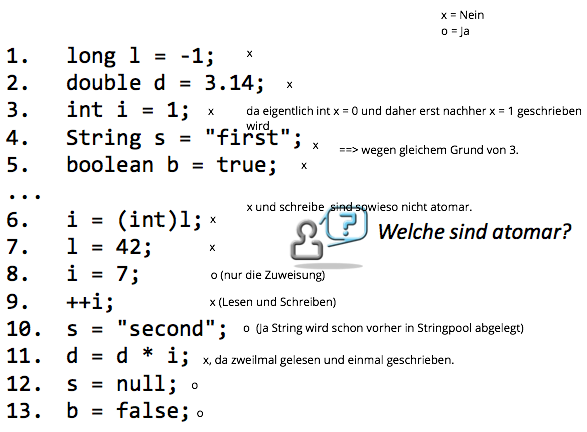 x = Nein
o = Ja
1. long l = -1; x
2. double d = 3.14; x
3. int i = 1; x da eigentlich int x = 0 und daher erst nachher x = 1 geschrieben
wird.
4. String s = "first"; x
==> wegen gleichem Grund von 3.
5. boolean b = true; x
...
x und schreibe sind sowieso nicht atomar.
6. i = (int)l; x
? Welche sind atomar?
7. l = 42; x
8. i = 7; o (nur die Zuweisung)
9. ++i; x (Lesen und Schreiben)
10. s = "second"; o (Ja String wird schon vorher in Stringpool abgelegt)
11. d = d * i; x, da zweilmal gelesen und einmal geschrieben.
12. s = null; o
13. b = false; o